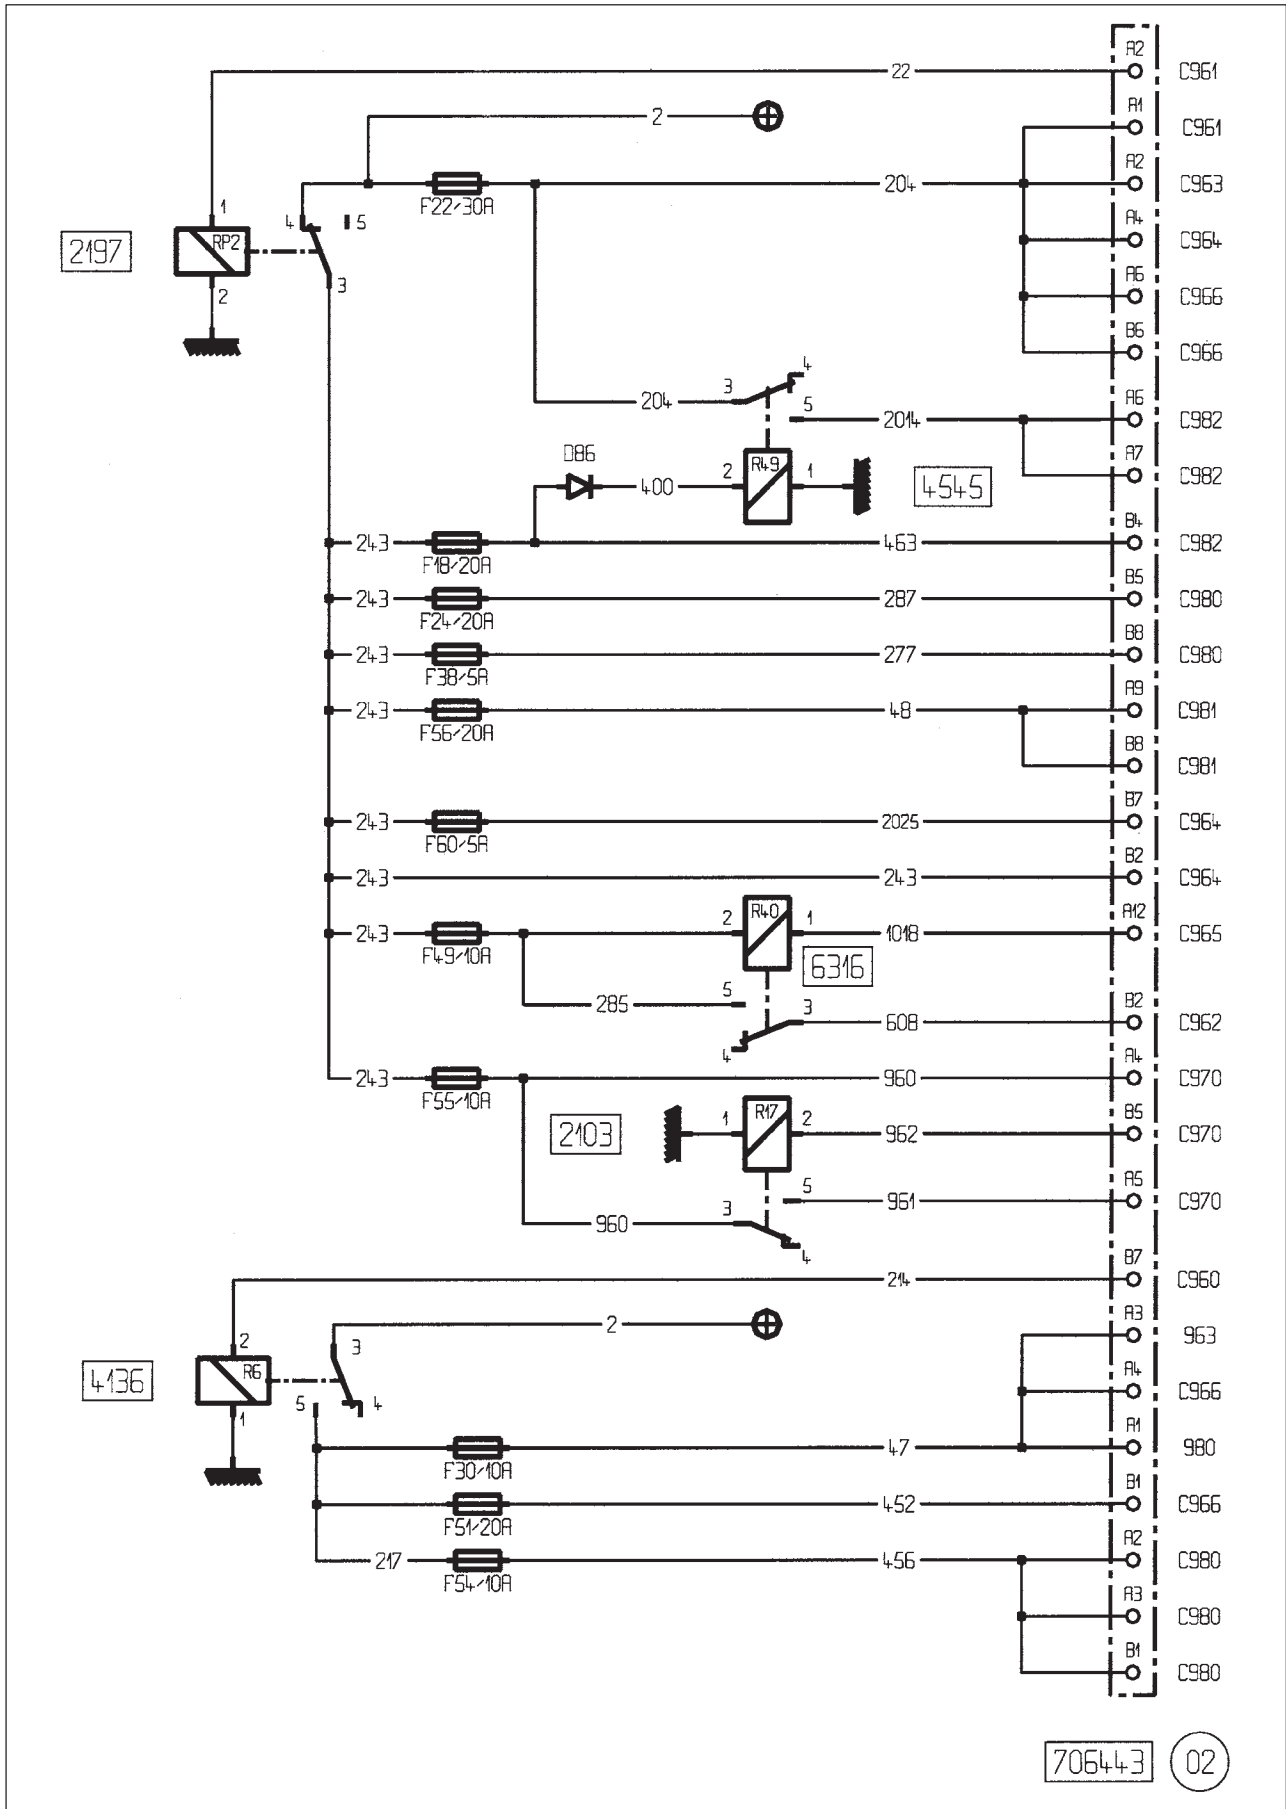 A2
22 C961
A1
2 C961
A2
204 C963
F22/30A
1 4 5 A4
RP2 C964
2197
3 A6
2 C966
B6
C966
4
3
204 5 A6
2014 C982
D86 R49 A7
400 2 1 4545 C982
B4
243 463 C982
F18/20A
B5
243 287 C980
F24/20A
B8
243 277 C980
F38/5A
A9
243 48 C981
F56/20A
B8
C981
B7
243 2025 C964
F60/5A
B2
243 243 C964
A12
243 2 R40 1 1018 C965
F49/10A
6316
5
285 3 B2
608 C962
4
A4
243 960 C970
F55/10A
B5
2103 1 R17 2 962 C970
A5
5 961 C970
3
960
4
B7
214 C960
A3
2 963
2 3
A4
4136 R6 C966
5 4
1 A1
47 980
F30/10A
B1
452 C966
F51/20A
A2
217 456 C980
F54/10A
A3
C980
B1
C980
706443 02